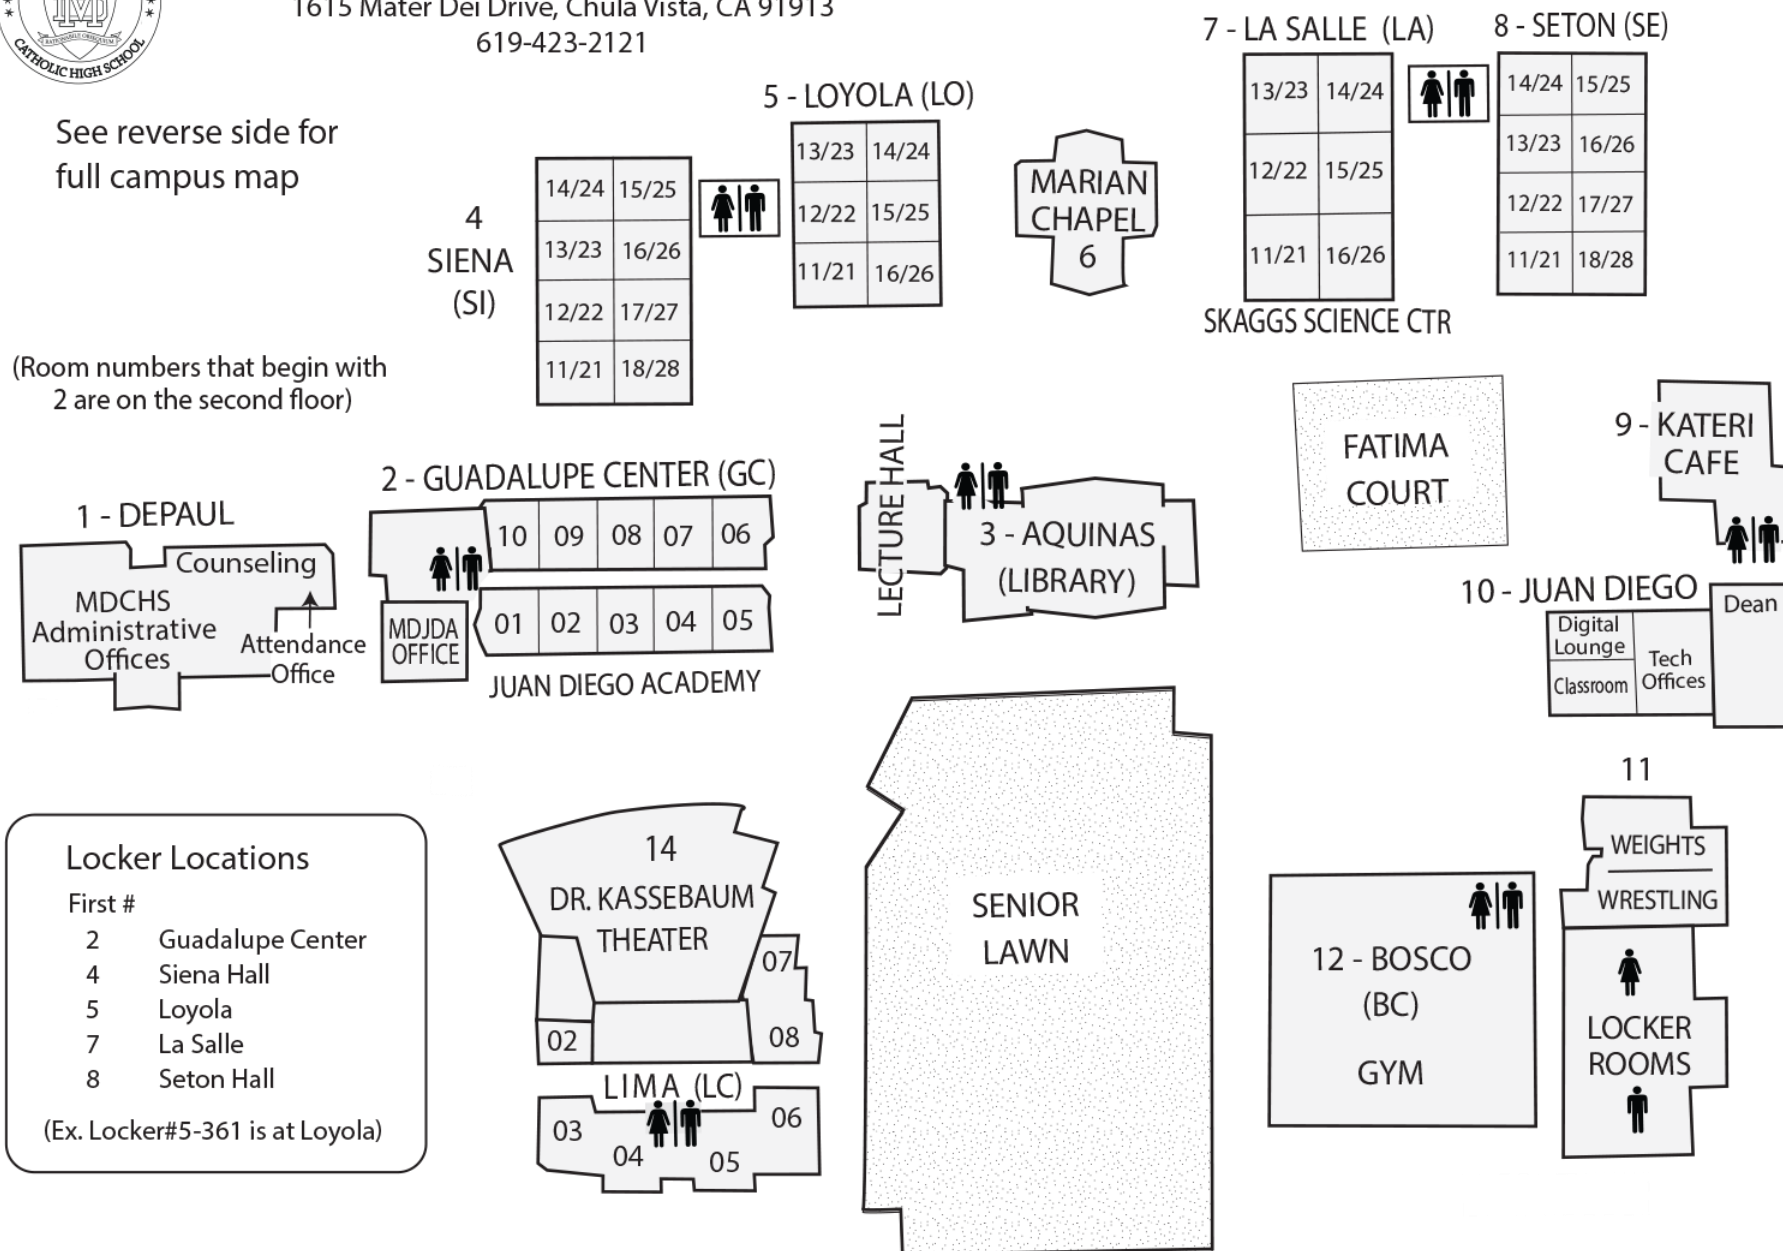 1615 Mater Dei Drive, Chula Vista, CA 91913
619-423-2121
CATHOLIC HIGH SCHOOL
See reverse side for
full campus map
(Room numbers that begin with
2 are on the second floor)
4
SIENA
(SI)
14/24 15/25
13/23 16/26
12/22 17/27
11/21 18/28
5 - LOYOLA (LO)
13/23 14/24
12/22 15/25
11/21 16/26
MARIAN
CHAPEL
6
7 - LA SALLE (LA)
13/23 14/24
12/22 15/25
11/21 16/26
SKAGGS SCIENCE CTR
8 - SETON (SE)
14/24 15/25
13/23 16/26
12/22 17/27
11/21 18/28
1 - DEPAUL
Counseling
MDCHS
Administrative
Offices
Attendance
Office
2 - GUADALUPE CENTER (GC)
10 09 08 07 06
MDJDA
OFFICE
01 02 03 04 05
JUAN DIEGO ACADEMY
LECTURE HALL
3 - AQUINAS
(LIBRARY)
FATIMA
COURT
9 - KATERI
CAFE
10 - JUAN DIEGO
Digital
Lounge
Classroom
Tech
Offices
Dean
11
WEIGHTS
WRESTLING
LOCKER
ROOMS
12 - BOSCO
(BC)
GYM
SENIOR
LAWN
14
DR. KASSEBAUM
THEATER
07
02
08
LIMA (LC)
03
04
05
06
Locker Locations
First #
2 Guadalupe Center
4 Siena Hall
5 Loyola
7 La Salle
8 Seton Hall
(Ex. Locker#5-361 is at Loyola)